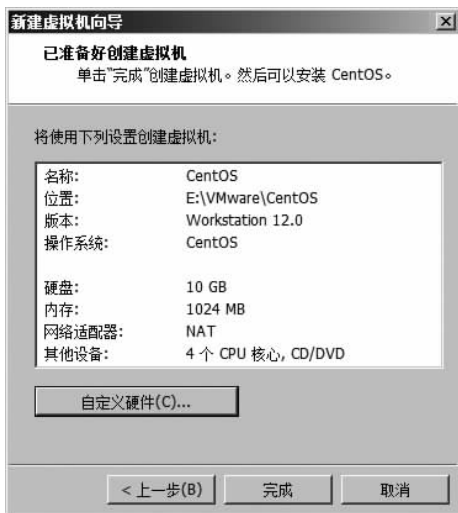 新建虚拟机向导
已准备好创建虚拟机
单击"完成"创建虚拟机。然后可以安装 CentOS。
将使用下列设置创建虚拟机:
名称: CentOS
位置: E:\VMware\CentOS
版本: Workstation 12.0
操作系统: CentOS
硬盘: 10 GB
内存: 1024 MB
网络适配器: NAT
其他设备: 4 个 CPU 核心, CD/DVD
自定义硬件(C)...
< 上一步(B) 完成 取消